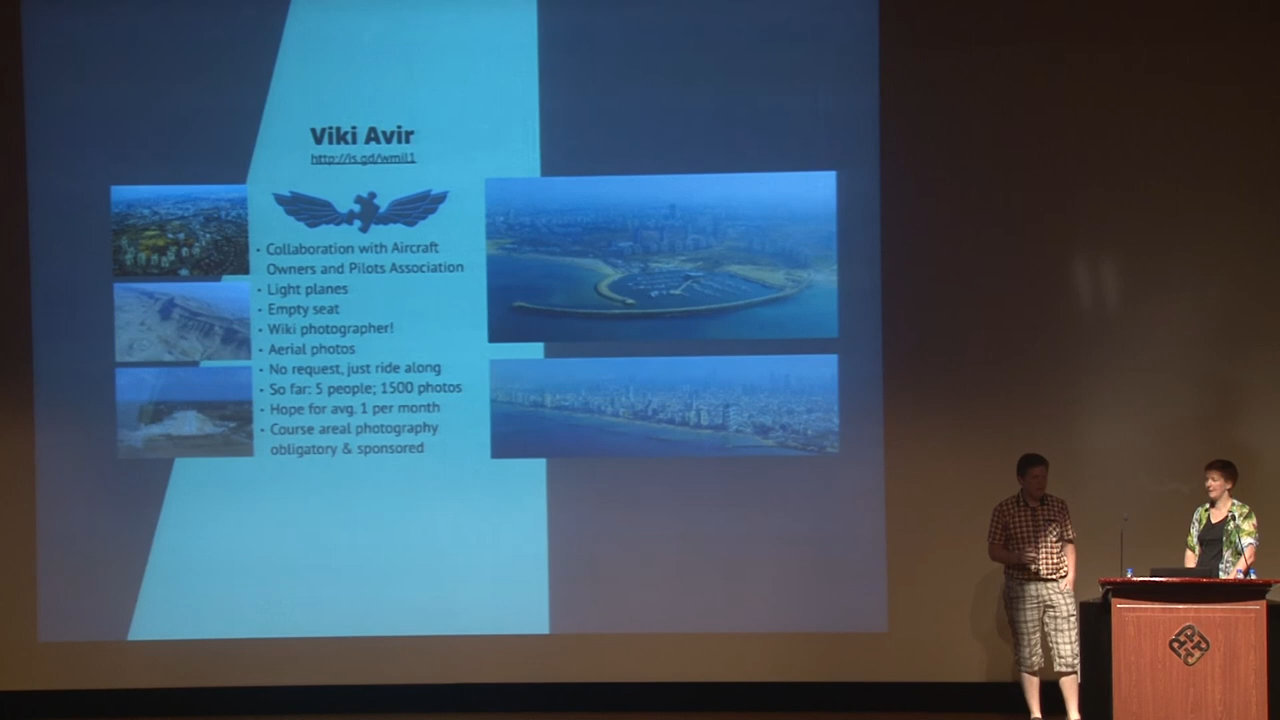 Viki Avir
http://is.gd/wmil1
• Collaboration with Aircraft
Owners and Pilots Association
• Light planes
• Empty seat
• Wiki photographer!
• Aerial photos
• No request, just ride along
• So far: 5 people; 1500 photos
• Hope for avg. 1 per month
• Course areal photography
obligatory & sponsored